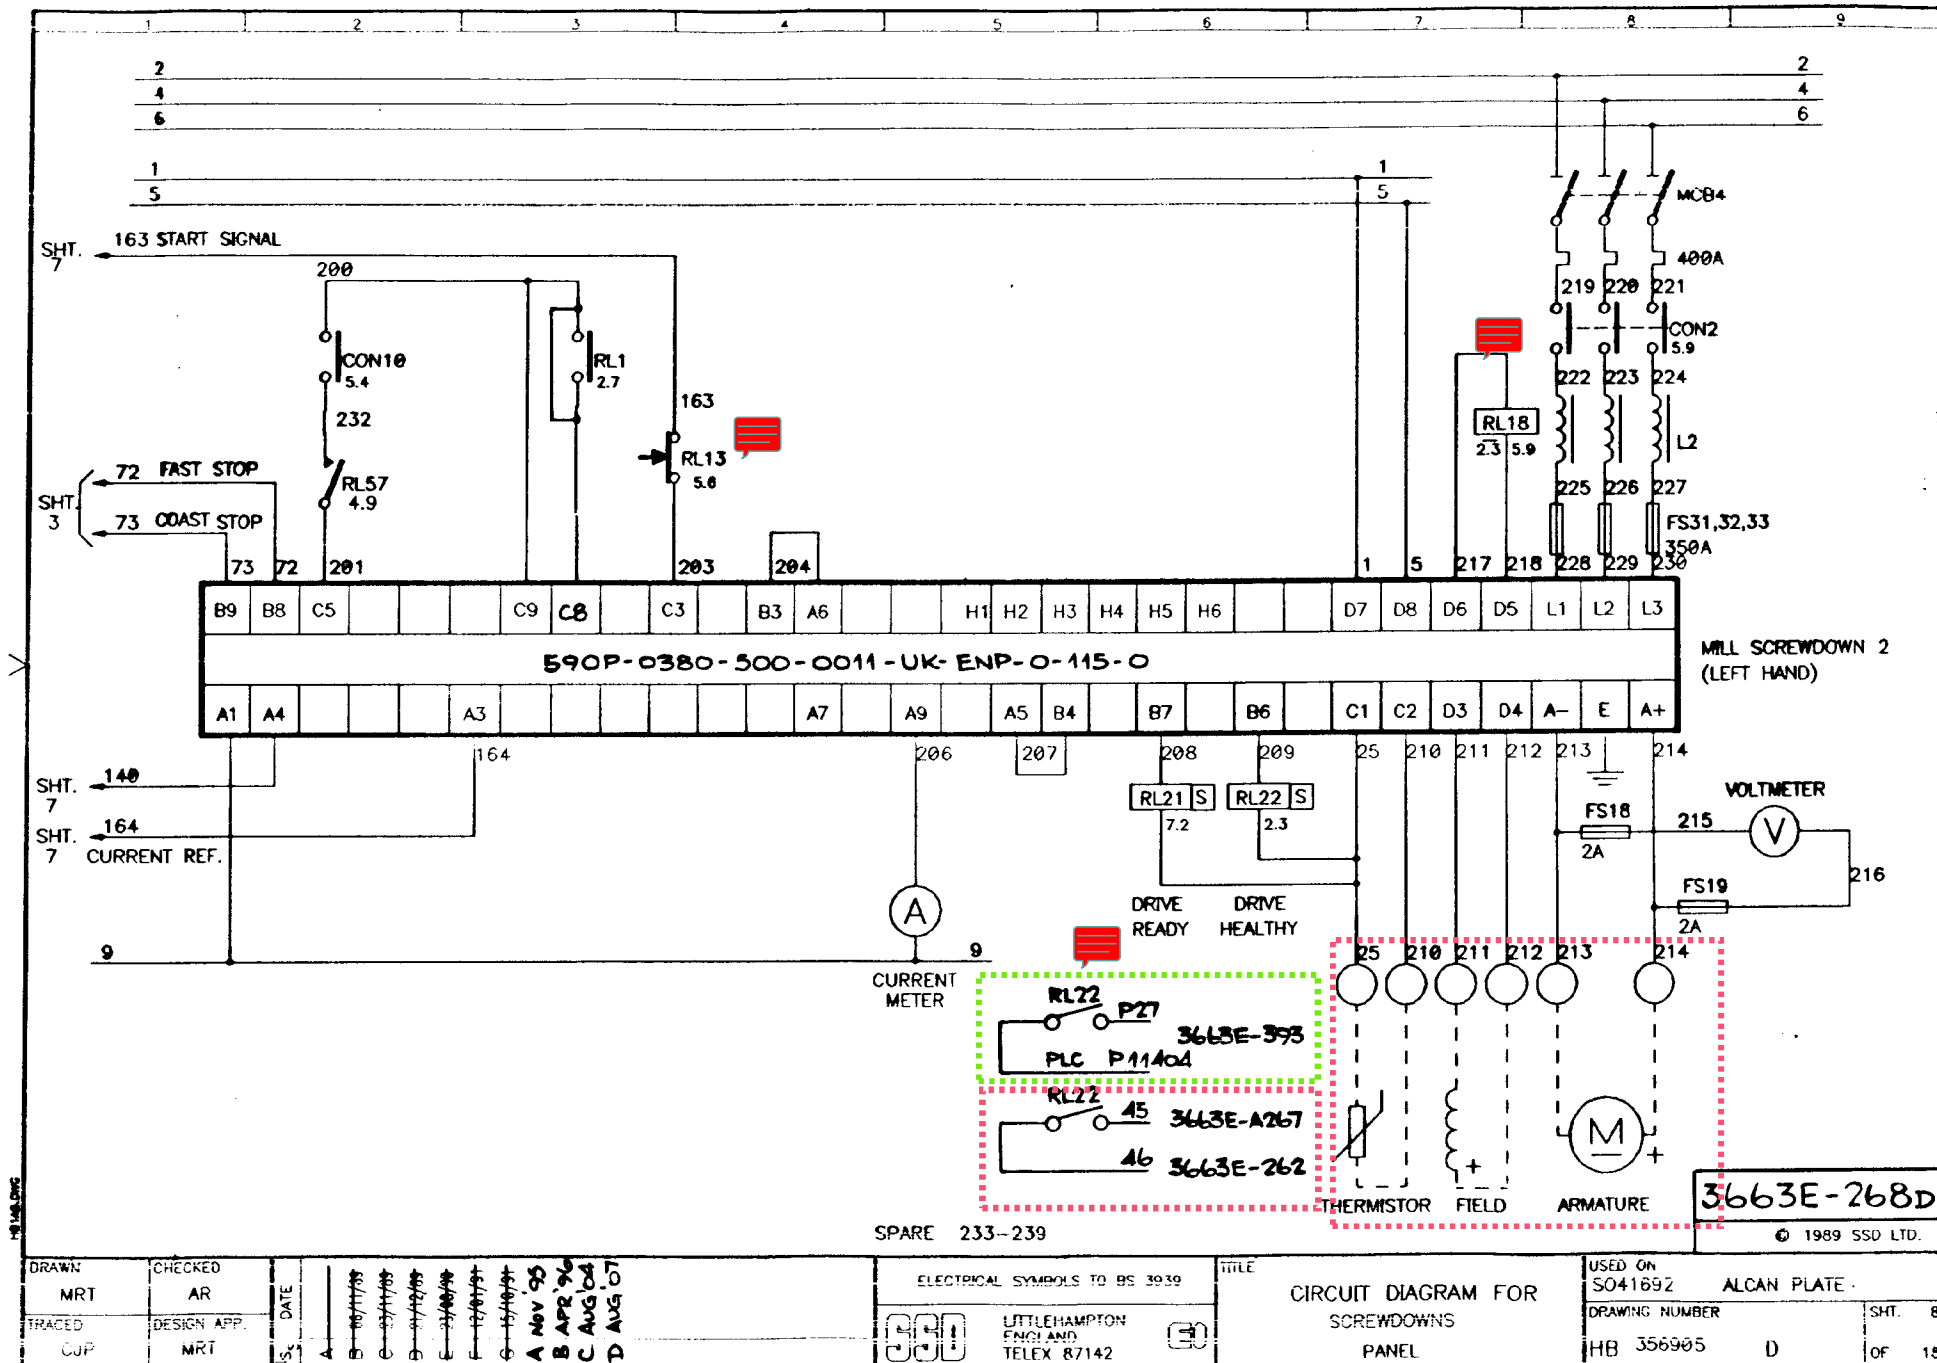 1 2 3 4 5 6 7 8 9
2 2
4 4
6 6
1 1
5 5
MCB4
SHT. 7 163 START SIGNAL
400A
200
219 220 221
CON2
5.9
CON10
5.4
RL1
2.7
222 223 224
163
232
RL18
2.3 5.9
L2
RL13
5.6
72 FAST STOP
RL57
4.9
225 226 227
SHT. 3
73 COAST STOP
FS31,32,33
350A
73 72 201 203 204 1 5 217 218 228 229 230
B9 B8 C5 C9 C8 C3 B3 A6 H1 H2 H3 H4 H5 H6 D7 D8 D6 D5 L1 L2 L3
590P-0380-500-0011-UK-ENP-0-115-0
MILL SCREWDOWN 2
(LEFT HAND)
A1 A4 A3 A7 A9 A5 B4 B7 B6 C1 C2 D3 D4 A- E A+
164 206 207 208 209 25 210 211 212 213 214
SHT. 7 140
RL21 S RL22 S
7.2 2.3
VOLTMETER
FS18
2A
215
V
SHT. 7 164
CURRENT REF.
216
FS19
2A
A
DRIVE READY
DRIVE HEALTHY
9 9
CURRENT METER
25 210 211 212 213 214
RL22 P27
3663E-393
PLC P11404
RL22 45 3663E-A267
46 3663E-262
M
+ +
THERMISTOR FIELD ARMATURE
3663E-268D
© 1989 SSD LTD.
SPARE 233-239
DRAWN
MRT
CHECKED
AR
TRACED
CJP
DESIGN APP.
MRT
DATE
A NOV '95
B APR '96
C AUG '04
D AUG '07
ELECTRICAL SYMBOLS TO BS 3939
SSD
LITTLEHAMPTON
ENGLAND
TELEX 87142
TITLE
CIRCUIT DIAGRAM FOR
SCREWDOWNS
PANEL
USED ON
SO41692 ALCAN PLATE
DRAWING NUMBER
HB 356905 D
SHT. 8
OF 15